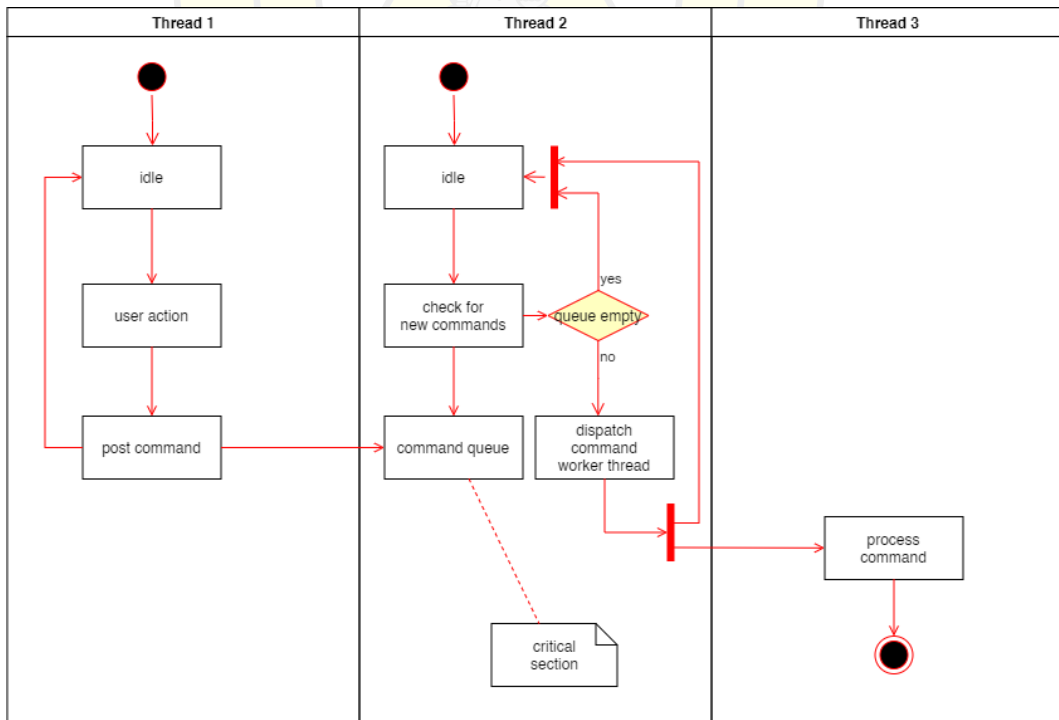 Thread 1
Thread 2
Thread 3
idle
idle
user action
check for
new commands
queue empty
yes
no
post command
command queue
dispatch
command
worker thread
process
command
critical
section